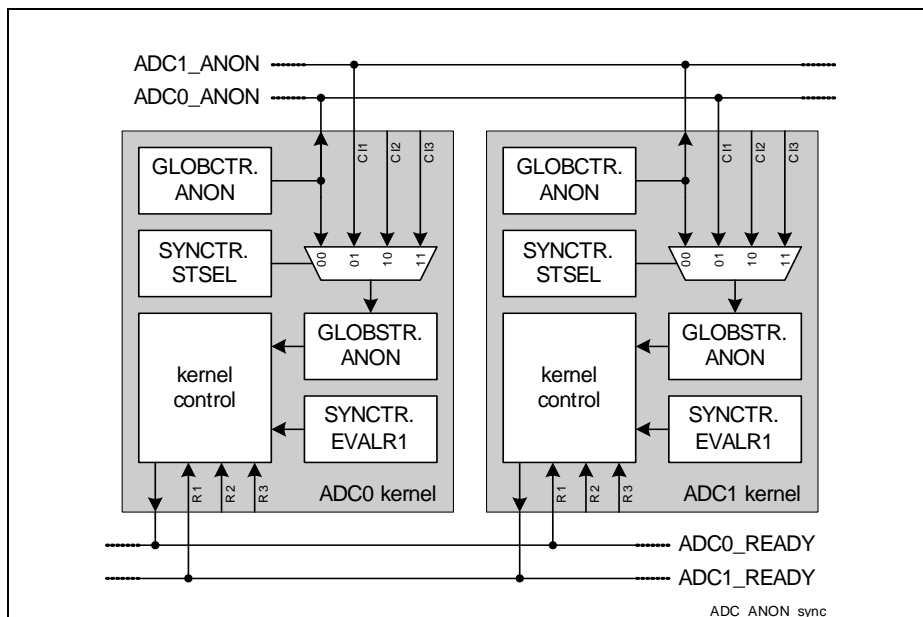 ADC1_ANON
ADC0_ANON
GLOBCTR.
ANON
CI1
CI2
CI3
GLOBCTR.
ANON
CI1
CI2
CI3
SYNCTR.
STSEL
00
01
10
11
SYNCTR.
STSEL
00
01
10
11
GLOBSTR.
ANON
GLOBSTR.
ANON
kernel
control
kernel
control
SYNCTR.
EVALR1
SYNCTR.
EVALR1
R1
R2
R3
ADC0 kernel
R1
R2
R3
ADC1 kernel
ADC0_READY
ADC1_READY
ADC_ANON_sync